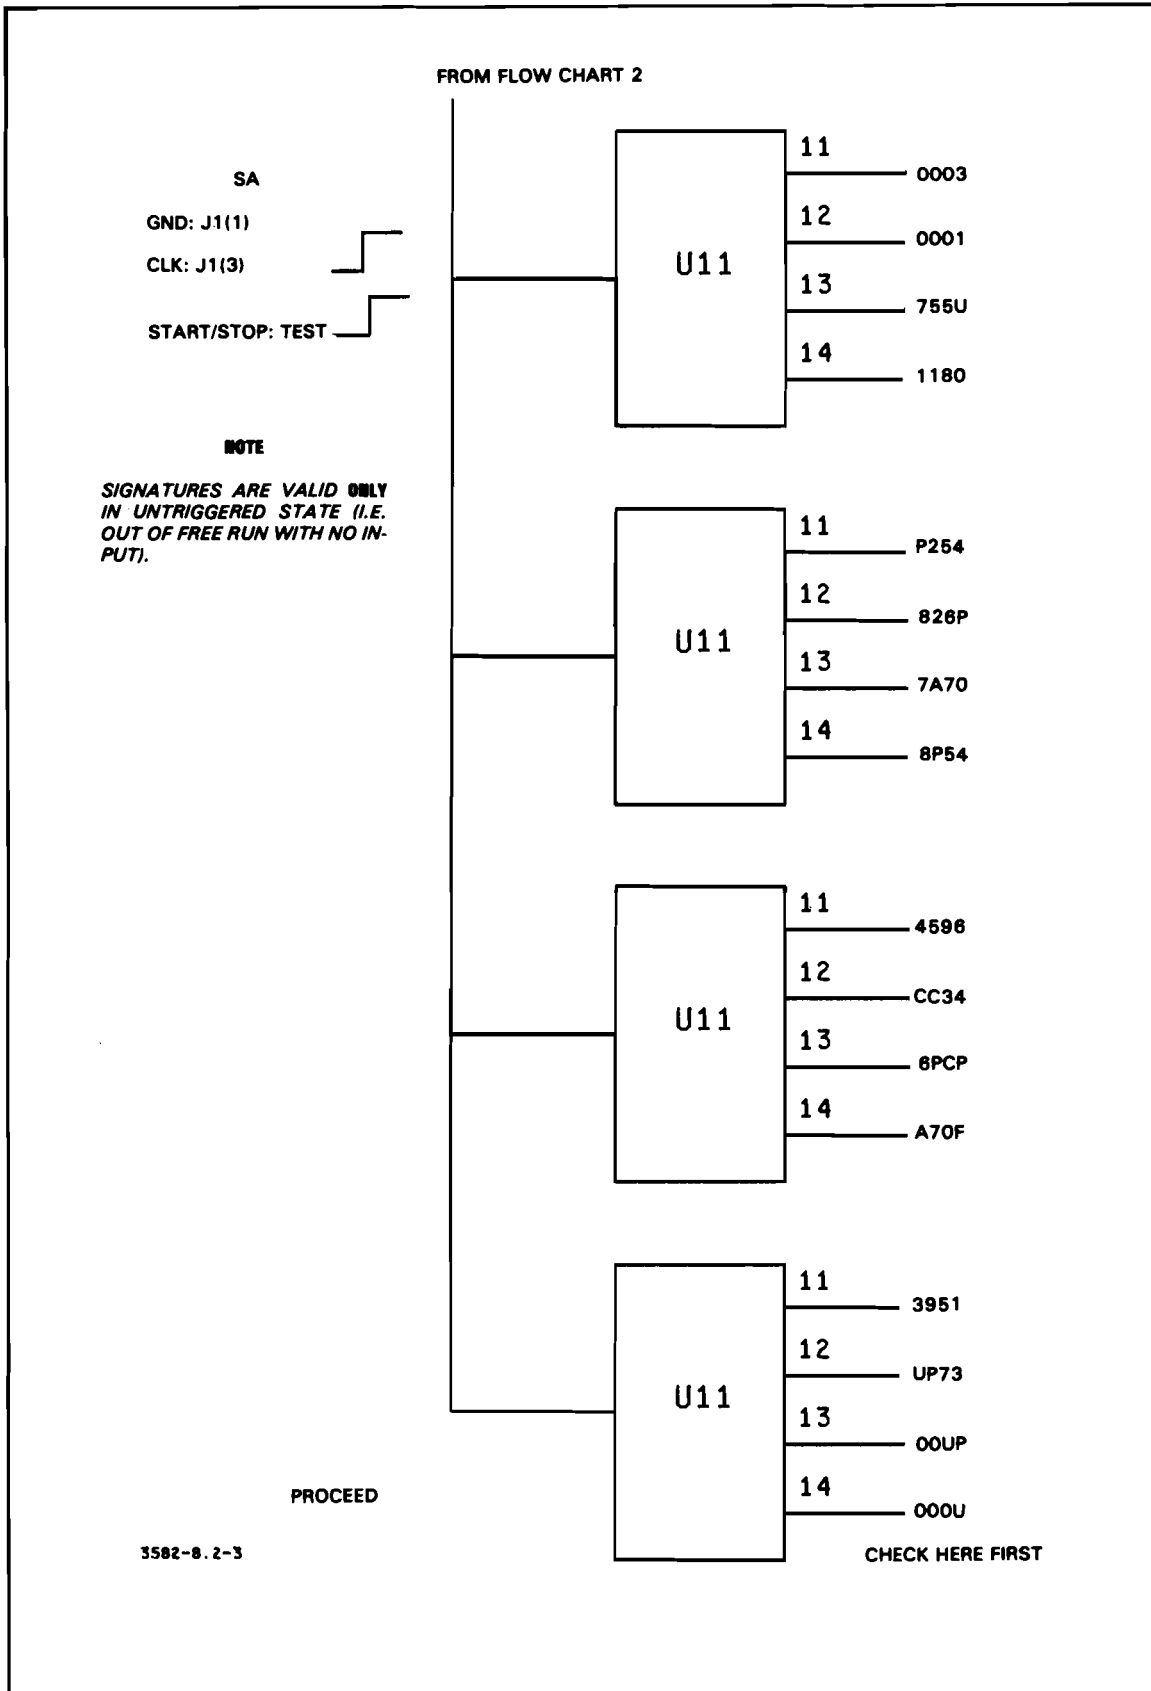 FROM FLOW CHART 2
SA
GND: J1(1)
CLK: J1(3)
START/STOP: TEST
NOTE
SIGNATURES ARE VALID ONLY
IN UNTRIGGERED STATE (I.E.
OUT OF FREE RUN WITH NO IN-
PUT).
U11
11
0003
12
0001
13
755U
14
1180
U11
11
P254
12
826P
13
7A70
14
8P54
U11
11
4596
12
CC34
13
6PCP
14
A70F
U11
11
3951
12
UP73
13
00UP
14
000U
PROCEED
3582-8.2-3
CHECK HERE FIRST